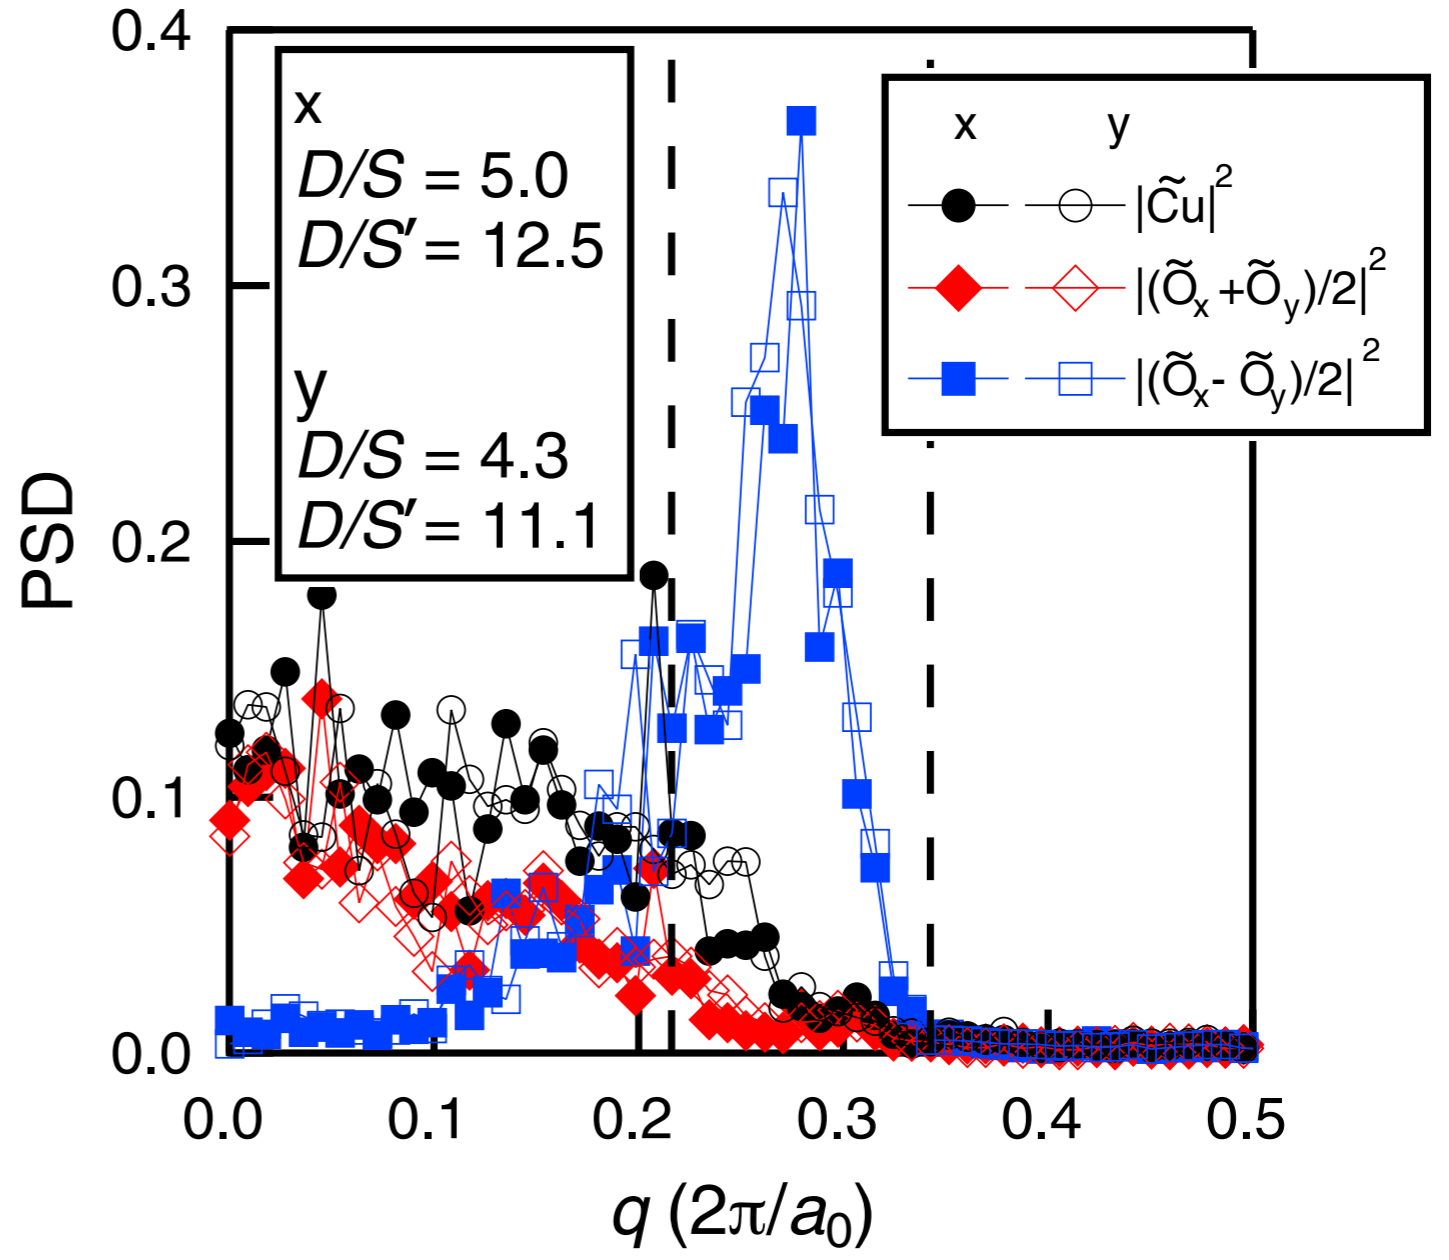 0.4
0.3
0.2
0.1
0.0
PSD
x
D/S = 5.0
D/S′ = 12.5
y
D/S = 4.3
D/S′ = 11.1
x y
|C̃u|²
|(Õₓ+Õᵧ)/2|²
|(Õₓ- Õᵧ)/2|²
0.0 0.1 0.2 0.3 0.4 0.5
q (2π/a₀)